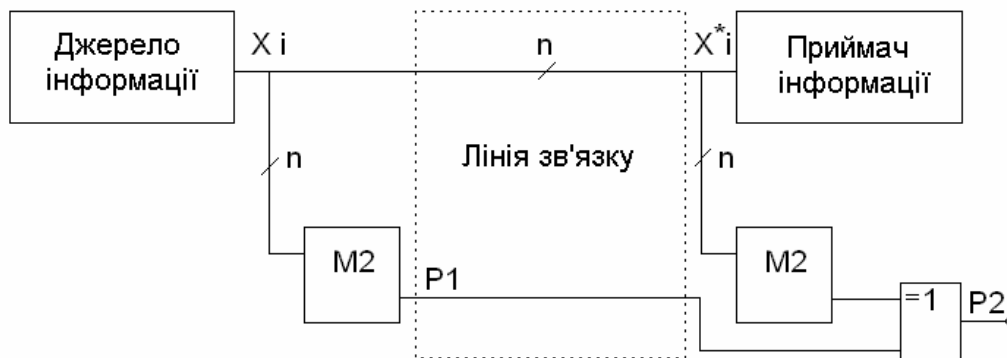 Джерело
інформації
X i
n
X*i
Приймач
інформації
n
Лінія зв'язку
n
M2
P1
M2
=1
P2